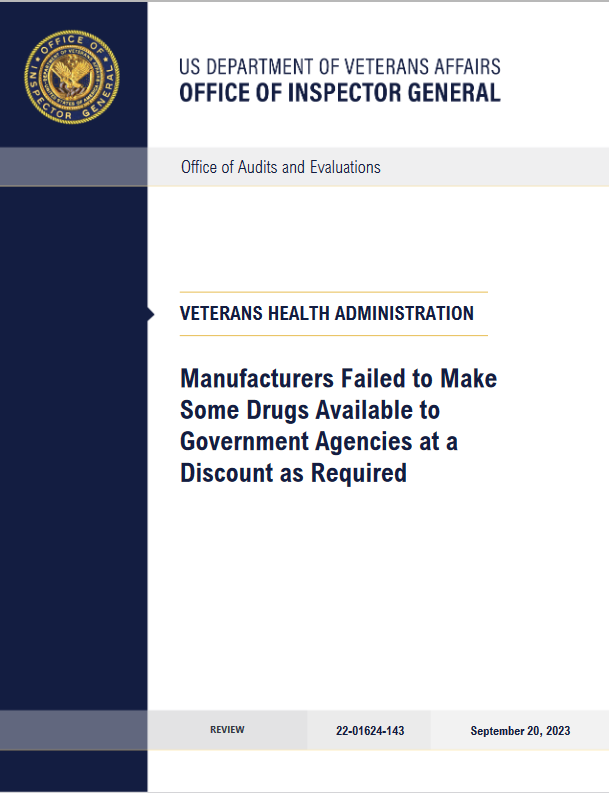 OFFICE OF
INSPECTOR GENERAL
DEPARTMENT OF VETERANS AFFAIRS
UNITED STATES OF AMERICA
US DEPARTMENT OF VETERANS AFFAIRS
OFFICE OF INSPECTOR GENERAL
Office of Audits and Evaluations
VETERANS HEALTH ADMINISTRATION
Manufacturers Failed to Make
Some Drugs Available to
Government Agencies at a
Discount as Required
REVIEW
22-01624-143
September 20, 2023